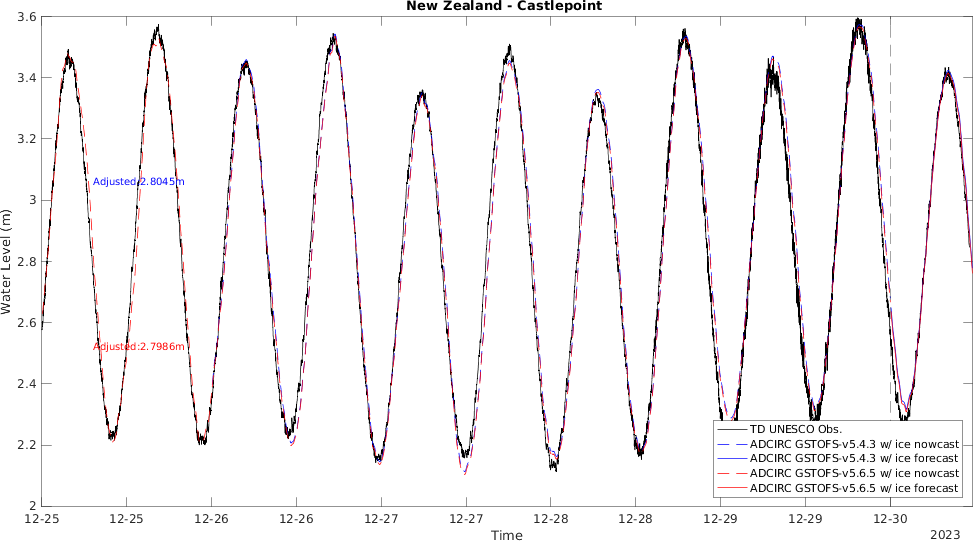 New Zealand - Castlepoint
3.6
3.4
3.2
3
2.8
2.6
2.4
2.2
2
Water Level (m)
Adjusted:2.8045m
Adjusted:2.7986m
TD UNESCO Obs.
ADCIRC GSTOFS-v5.4.3 w/ ice nowcast
ADCIRC GSTOFS-v5.4.3 w/ ice forecast
ADCIRC GSTOFS-v5.6.5 w/ ice nowcast
ADCIRC GSTOFS-v5.6.5 w/ ice forecast
12-25 12-25 12-26 12-26 12-27 12-27 12-28 12-28 12-29 12-29 12-30
Time
2023